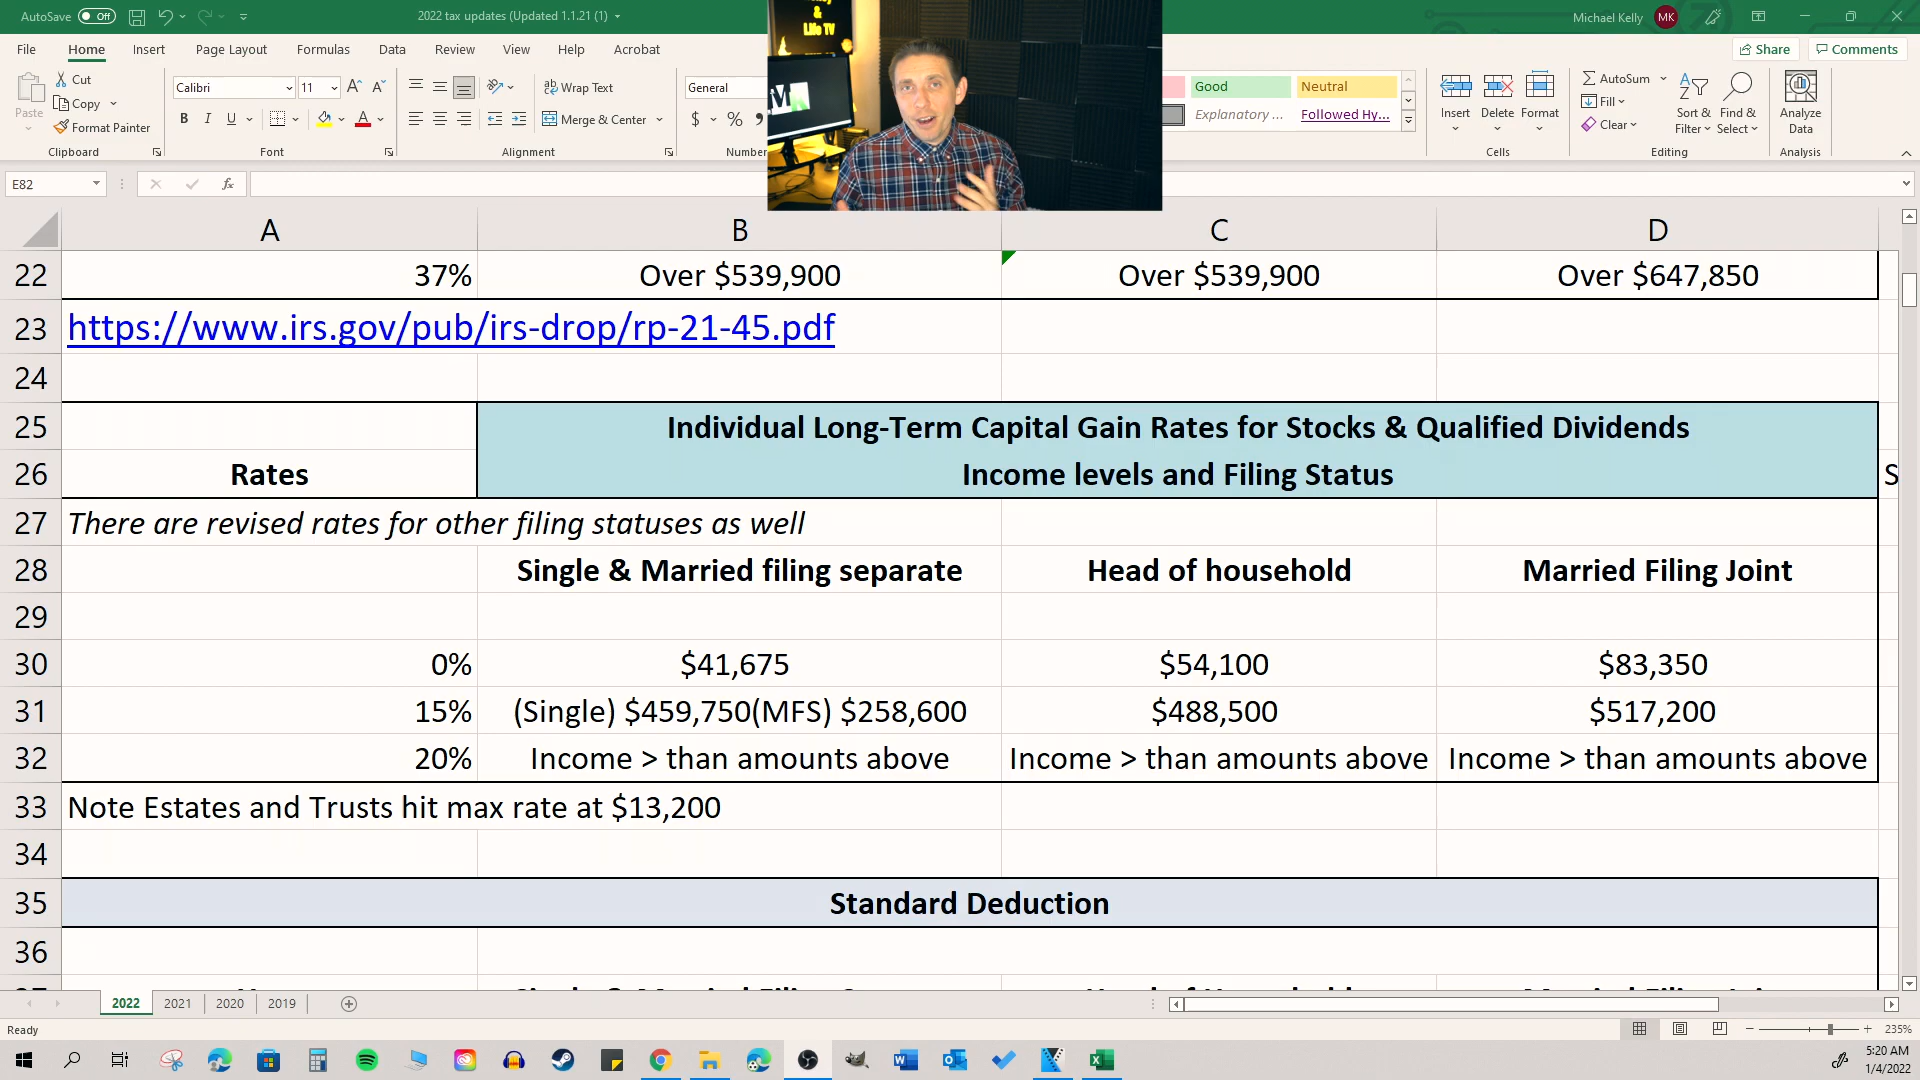 AutoSave Off
2022 tax updates (Updated 1.1.21 (1)
Michael Kelly MK
File Home Insert Page Layout Formulas Data Review View Help Acrobat
Share Comments
Paste
Cut
Copy
Format Painter
Clipboard
Calibri 11
B I U
Font
Wrap Text
Merge & Center
Alignment
General
$ % ,
Number
& Life TV
Good Neutral
Explanatory ... Followed Hy...
Insert Delete Format
Cells
AutoSum
Fill
Clear
Sort & Filter
Find & Select
Editing
Analyze Data
Analysis
E82 fx
A B C D
22 37% Over $539,900 Over $539,900 Over $647,850
23 https://www.irs.gov/pub/irs-drop/rp-21-45.pdf
24
25 Individual Long-Term Capital Gain Rates for Stocks & Qualified Dividends
26 Rates Income levels and Filing Status S
27 There are revised rates for other filing statuses as well
28 Single & Married filing separate Head of household Married Filing Joint
29
30 0% $41,675 $54,100 $83,350
31 15% (Single) $459,750(MFS) $258,600 $488,500 $517,200
32 20% Income > than amounts above Income > than amounts above Income > than amounts above
33 Note Estates and Trusts hit max rate at $13,200
34
35 Standard Deduction
36
2022 2021 2020 2019
Ready 235%
5:20 AM
1/4/2022